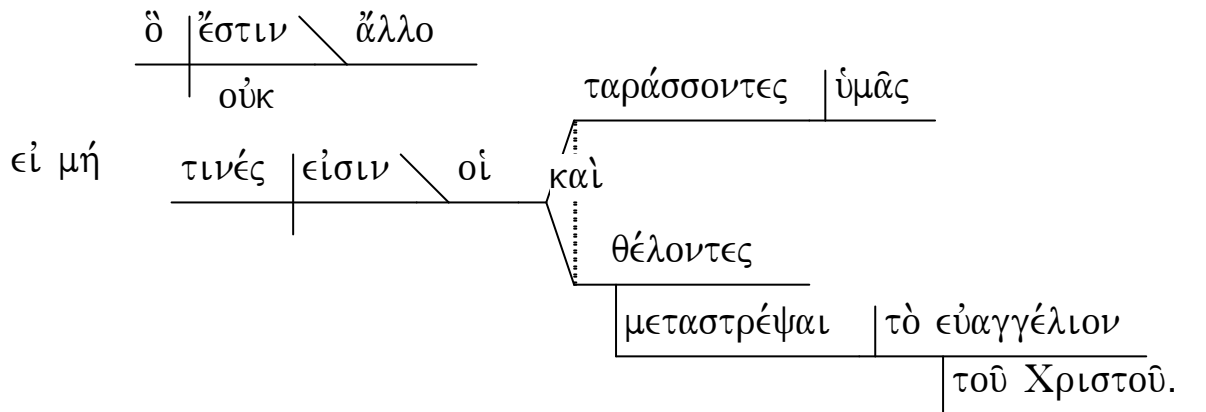 ὃ ἔστιν ἄλλο
οὐκ
ταράσσοντες ὑμᾶς
εἰ μή τινές εἰσιν οἱ καὶ
θέλοντες
μεταστρέψαι τὸ εὐαγγέλιον
τοῦ Χριστοῦ.